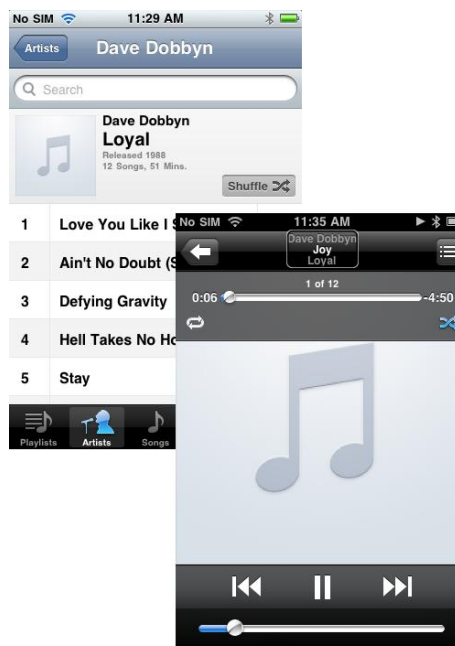 No SIM 11:29 AM
Artists Dave Dobbyn
Search
Dave Dobbyn
Loyal
Released 1988
12 Songs, 51 Mins.
Shuffle
1 Love You Like I
2 Ain't No Doubt (S
3 Defying Gravity
4 Hell Takes No
5 Stay
Playlists Artists Songs
No SIM 11:35 AM
Dave Dobbyn
Joy
Loyal
1 of 12
0:06 -4:50